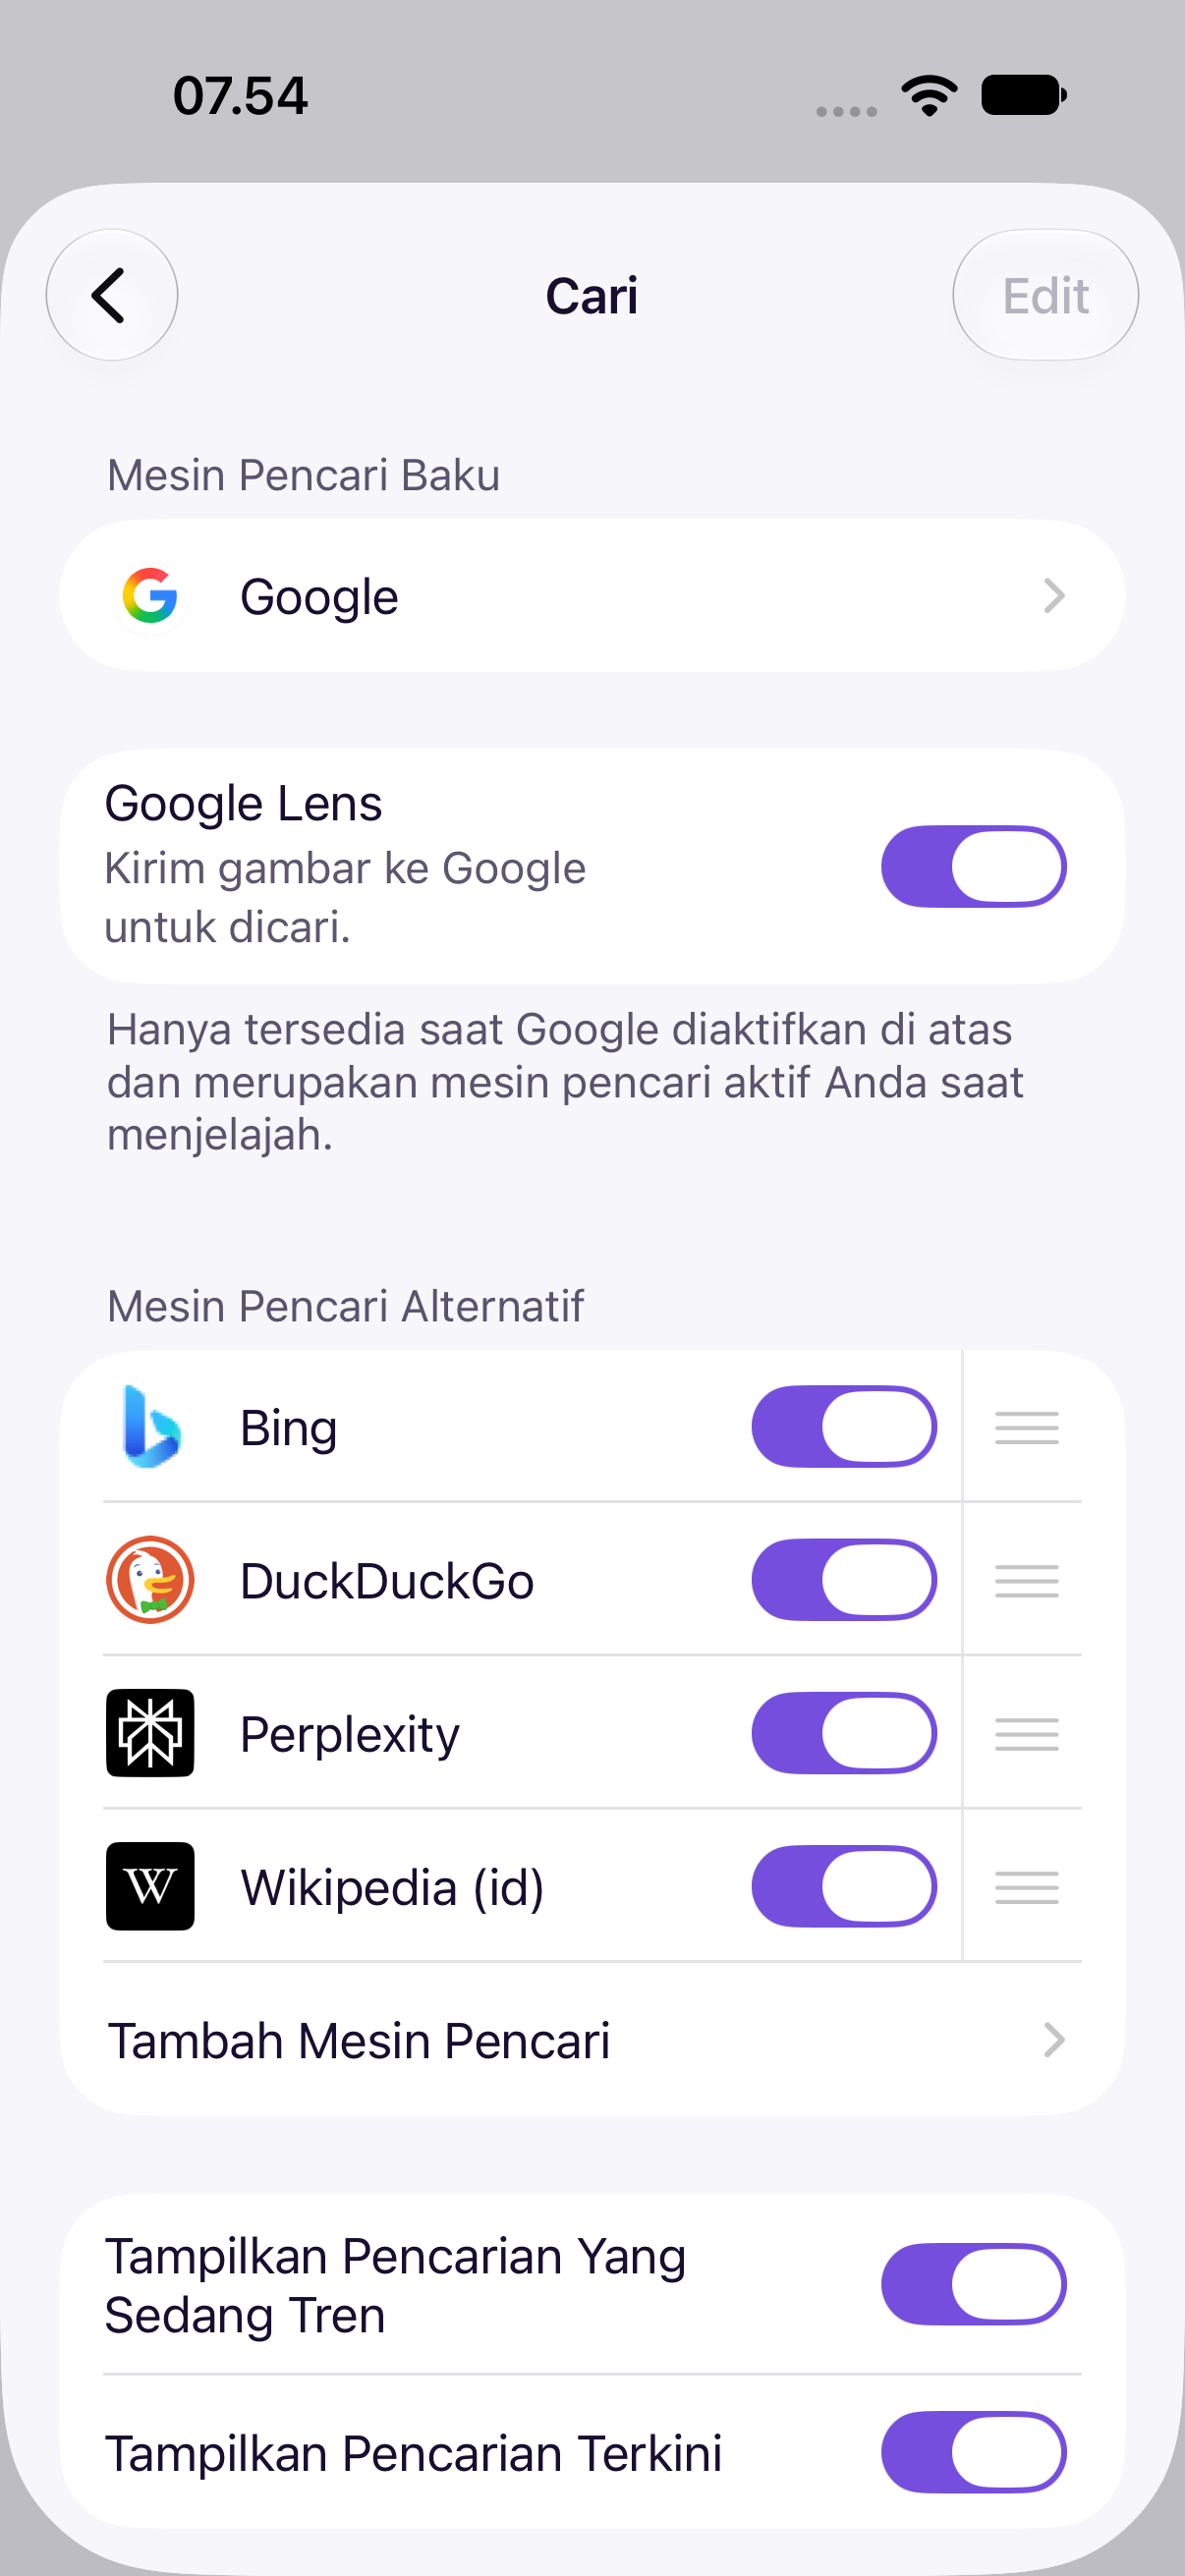 07.54
Cari
Edit
Mesin Pencari Baku
Google
Google Lens
Kirim gambar ke Google
untuk dicari.
Hanya tersedia saat Google diaktifkan di atas
dan merupakan mesin pencari aktif Anda saat
menjelajah.
Mesin Pencari Alternatif
Bing
DuckDuckGo
Perplexity
Wikipedia (id)
Tambah Mesin Pencari
Tampilkan Pencarian Yang
Sedang Tren
Tampilkan Pencarian Terkini